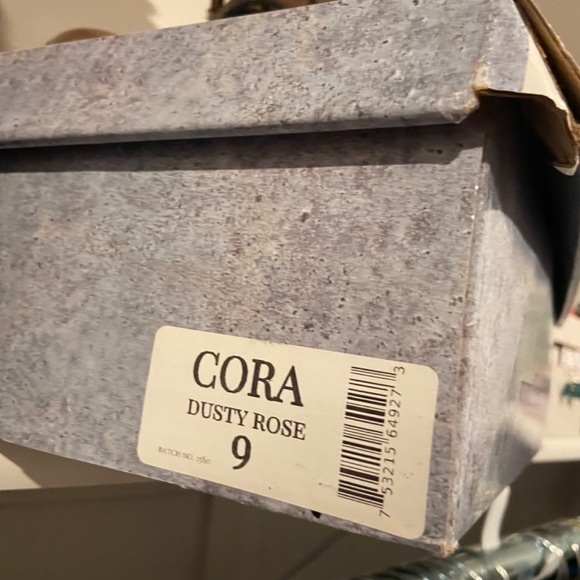 CORA
DUSTY ROSE
9
BATCH NO.
7 53215 64927 3